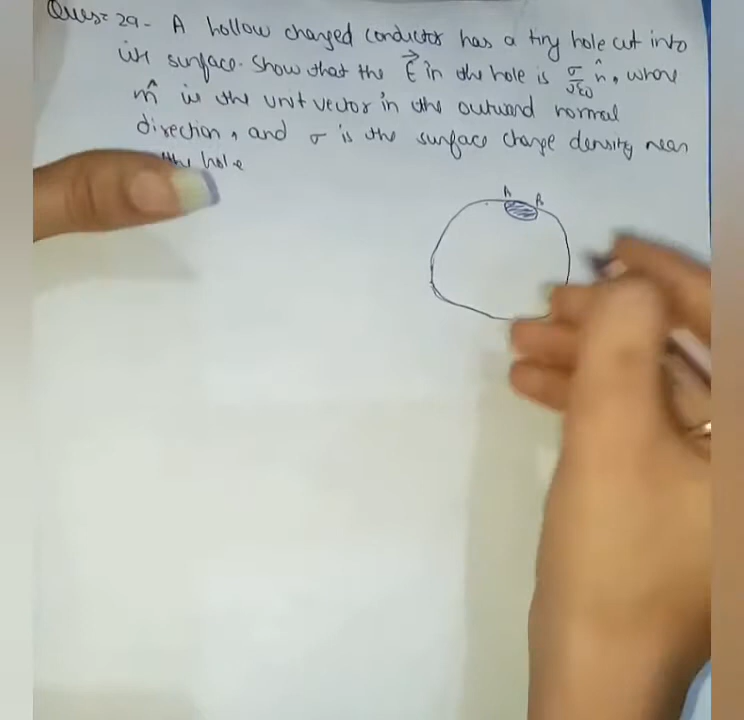 Ques=29- A hollow charged conductor has a tiny hole cut into
its surface. Show that the E⃗ in the hole is σ/2ε₀ n̂, where
n̂ is the unit vector in the outward normal
direction, and σ is the surface charge density near
the hole
A B